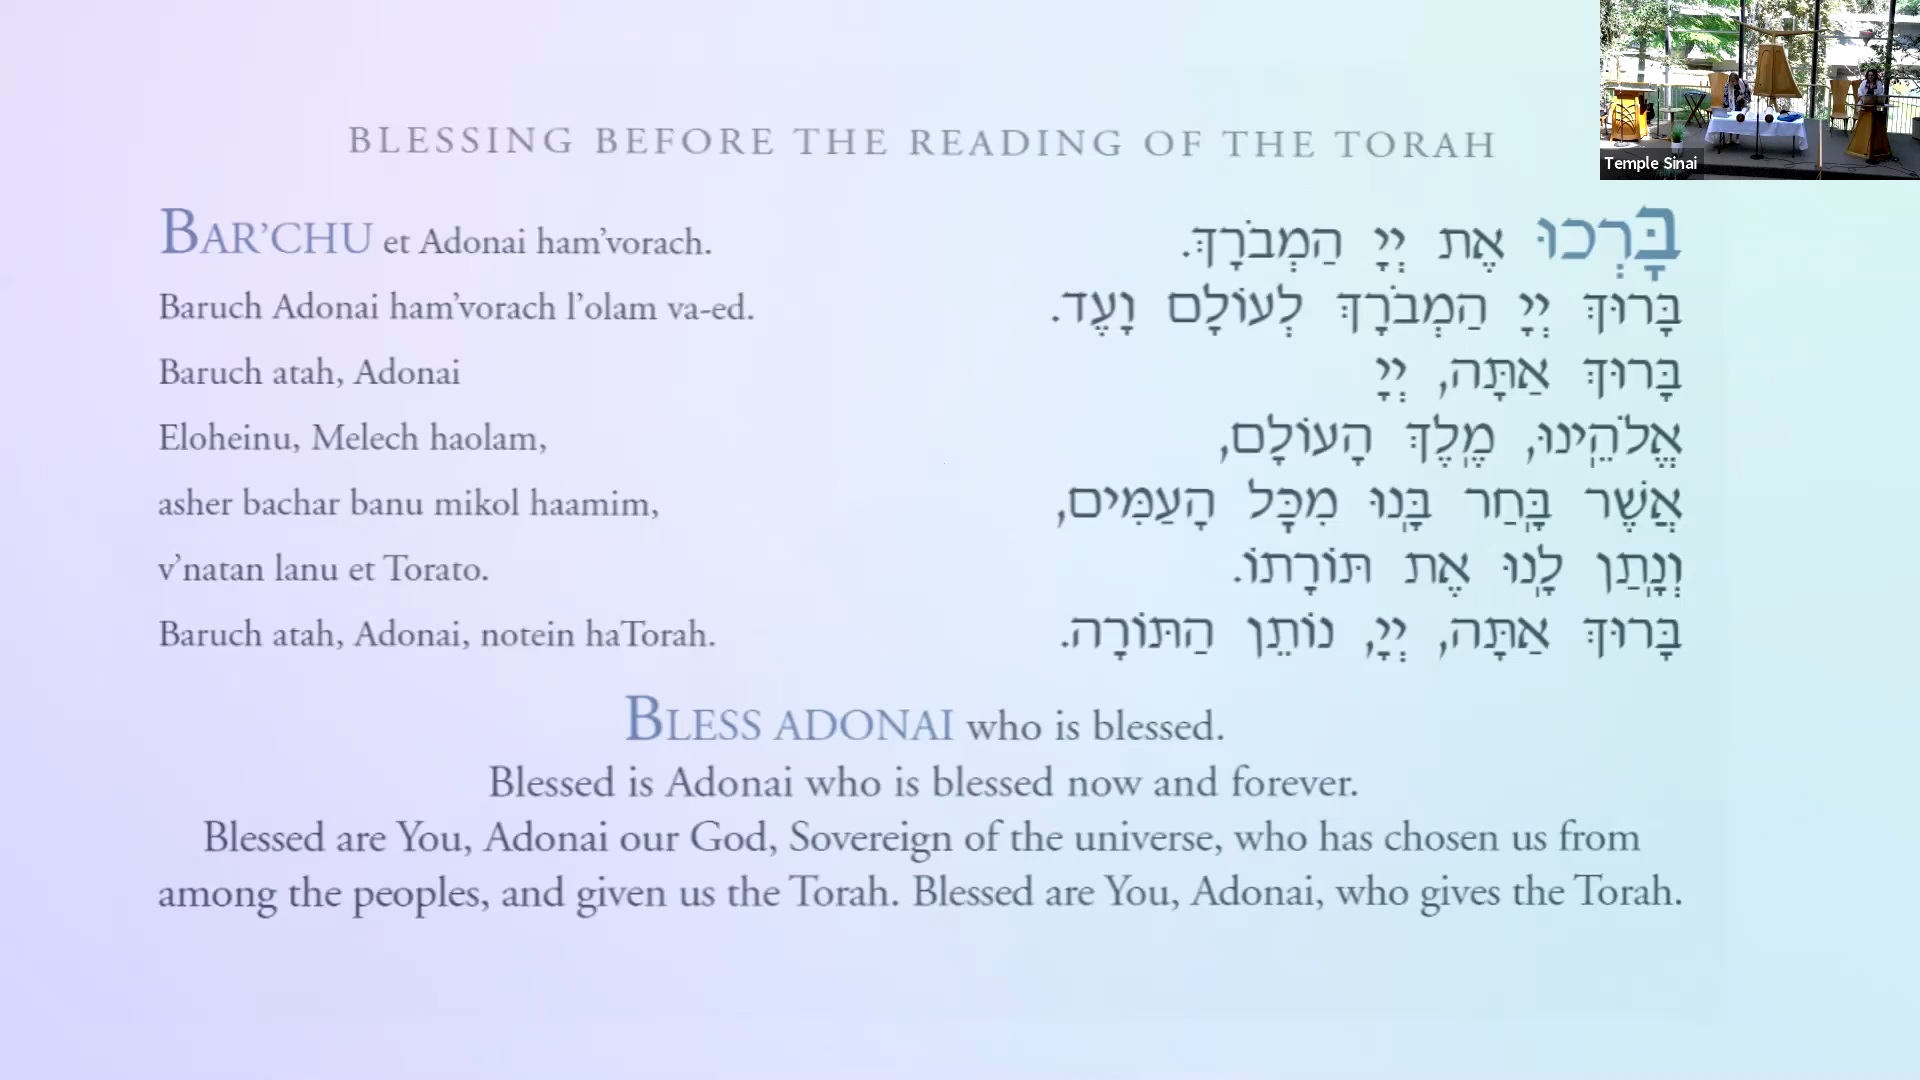 Temple Sinai
BLESSING BEFORE THE READING OF THE TORAH
BAR’CHU et Adonai ham’vorach.
Baruch Adonai ham’vorach l’olam va-ed.
Baruch atah, Adonai
Eloheinu, Melech haolam,
asher bachar banu mikol haamim,
v’natan lanu et Torato.
Baruch atah, Adonai, notein haTorah.
בָּרְכוּ אֶת יְיָ הַמְבֹרָךְ.
בָּרוּךְ יְיָ הַמְבֹרָךְ לְעוֹלָם וָעֶד.
בָּרוּךְ אַתָּה, יְיָ
אֱלֹהֵֽינוּ, מֶֽלֶךְ הָעוֹלָם,
אֲשֶׁר בָּֽחַר בָּֽנוּ מִכָּל הָעַמִּים,
וְנָֽתַן לָֽנוּ אֶת תּוֹרָתוֹ.
בָּרוּךְ אַתָּה, יְיָ, נוֹתֵן הַתּוֹרָה.
BLESS ADONAI who is blessed.
Blessed is Adonai who is blessed now and forever.
Blessed are You, Adonai our God, Sovereign of the universe, who has chosen us from
among the peoples, and given us the Torah. Blessed are You, Adonai, who gives the Torah.